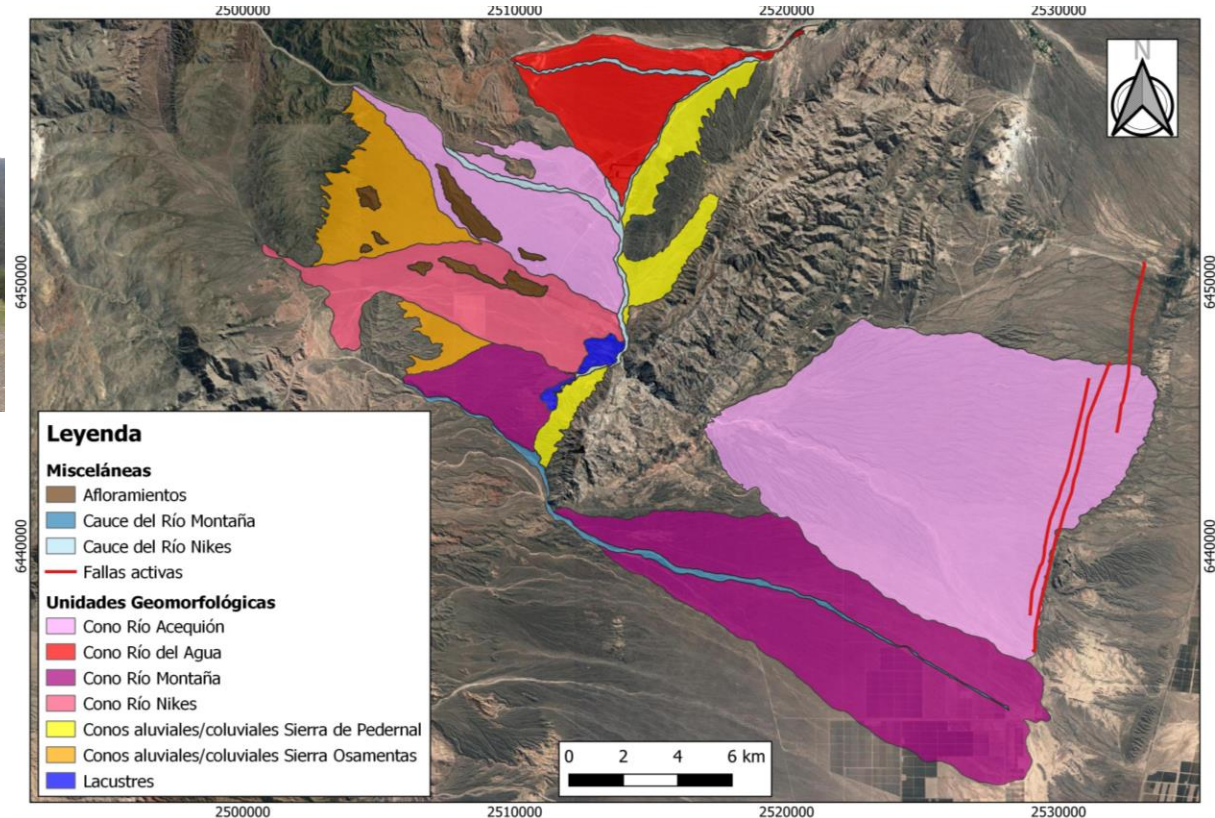 2500000 2510000 2520000 2530000
N
6450000 6450000
6440000 6440000
Leyenda
Misceláneas
Afloramientos
Cauce del Río Montaña
Cauce del Río Nikes
Fallas activas
Unidades Geomorfológicas
Cono Río Acequión
Cono Río del Agua
Cono Río Montaña
Cono Río Nikes
Conos aluviales/coluviales Sierra de Pedernal
Conos aluviales/coluviales Sierra Osamentas
Lacustres
0 2 4 6 km
2500000 2510000 2520000 2530000